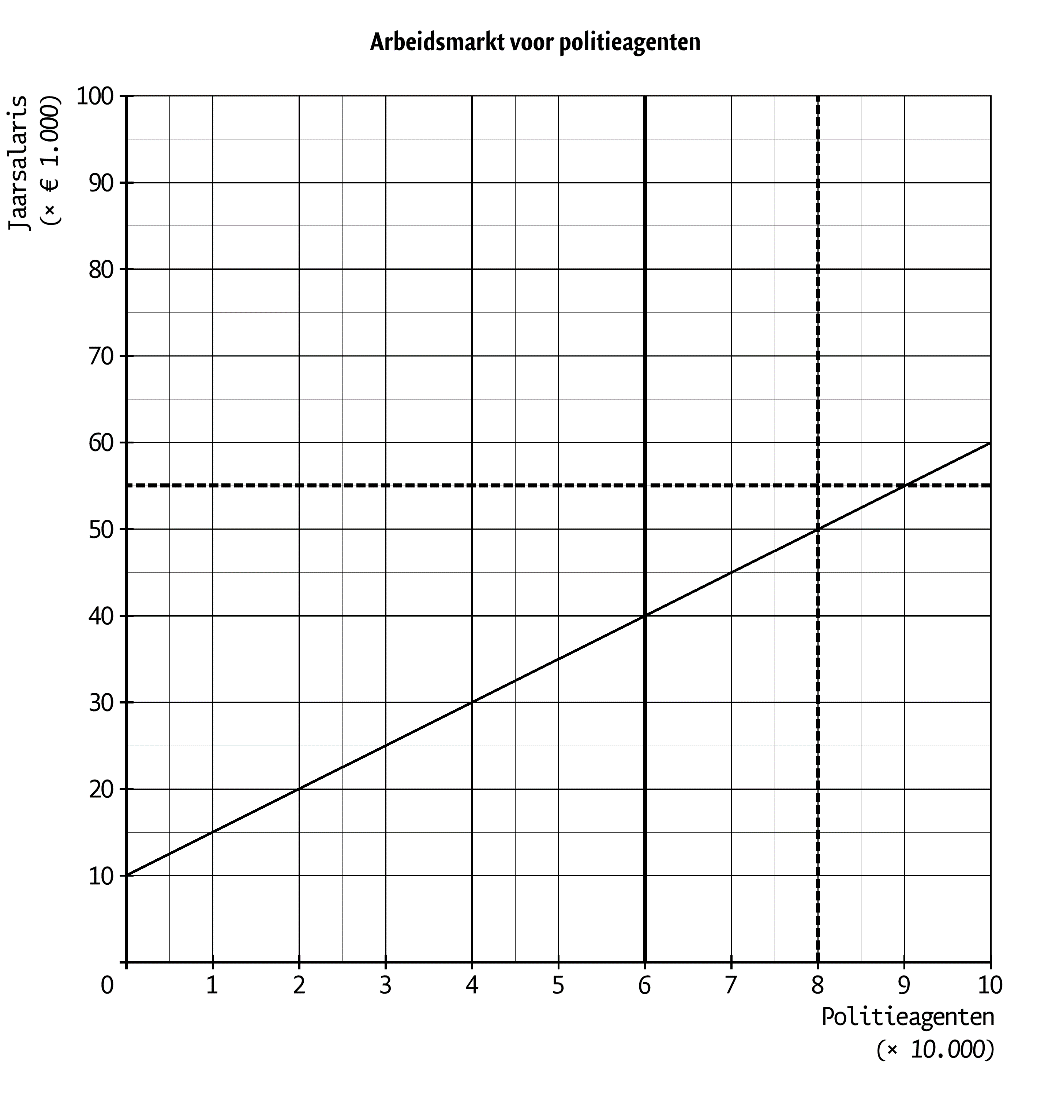 Arbeidsmarkt voor politieagenten
Jaarsalaris
(× € 1.000)
100
90
80
70
60
50
40
30
20
10
0 1 2 3 4 5 6 7 8 9 10
Politieagenten
(× 10.000)